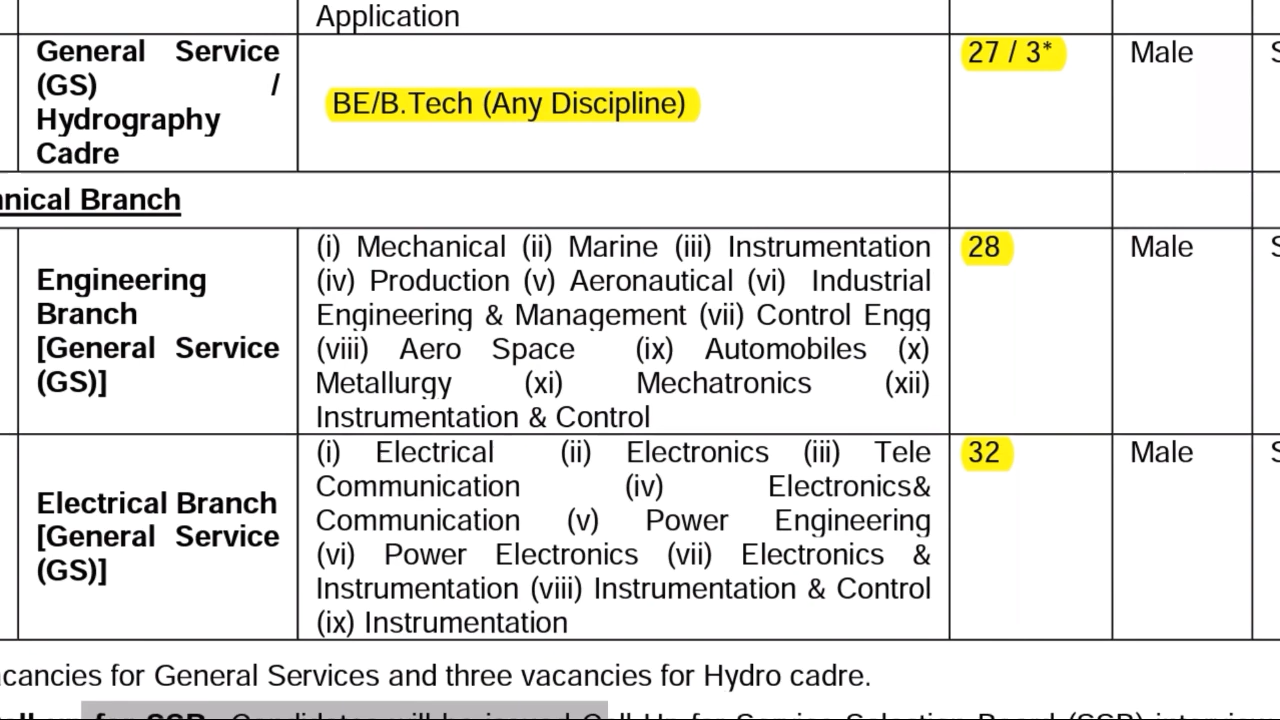 Application
General Service
(GS) /
Hydrography
Cadre
BE/B.Tech (Any Discipline)
27 / 3*
Male
nical Branch
Engineering
Branch
[General Service
(GS)]
(i) Mechanical (ii) Marine (iii) Instrumentation
(iv) Production (v) Aeronautical (vi) Industrial
Engineering & Management (vii) Control Engg
(viii) Aero Space (ix) Automobiles (x)
Metallurgy (xi) Mechatronics (xii)
Instrumentation & Control
28
Male
Electrical Branch
[General Service
(GS)]
(i) Electrical (ii) Electronics (iii) Tele
Communication (iv) Electronics&
Communication (v) Power Engineering
(vi) Power Electronics (vii) Electronics &
Instrumentation (viii) Instrumentation & Control
(ix) Instrumentation
32
Male
acancies for General Services and three vacancies for Hydro cadre.